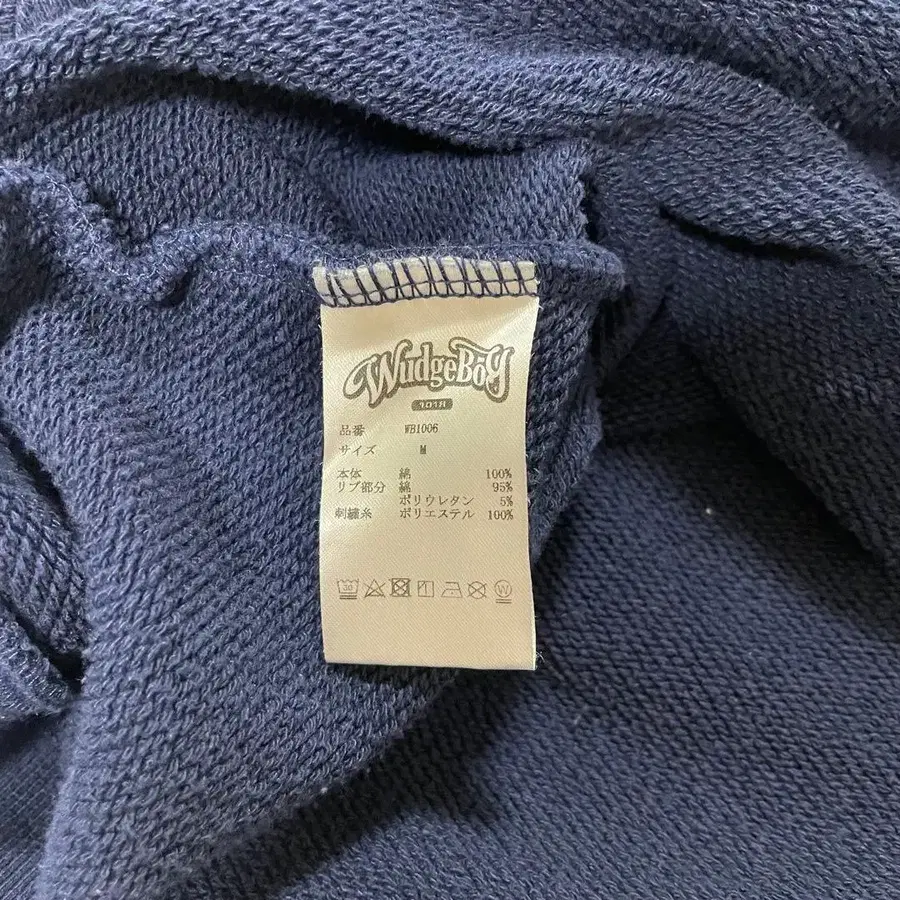 WudgeBoy
品番 WB1006
サイズ M
本体 綿 100%
リブ部分 綿 95%
ポリウレタン 5%
刺繍糸 ポリエステル 100%
30
W